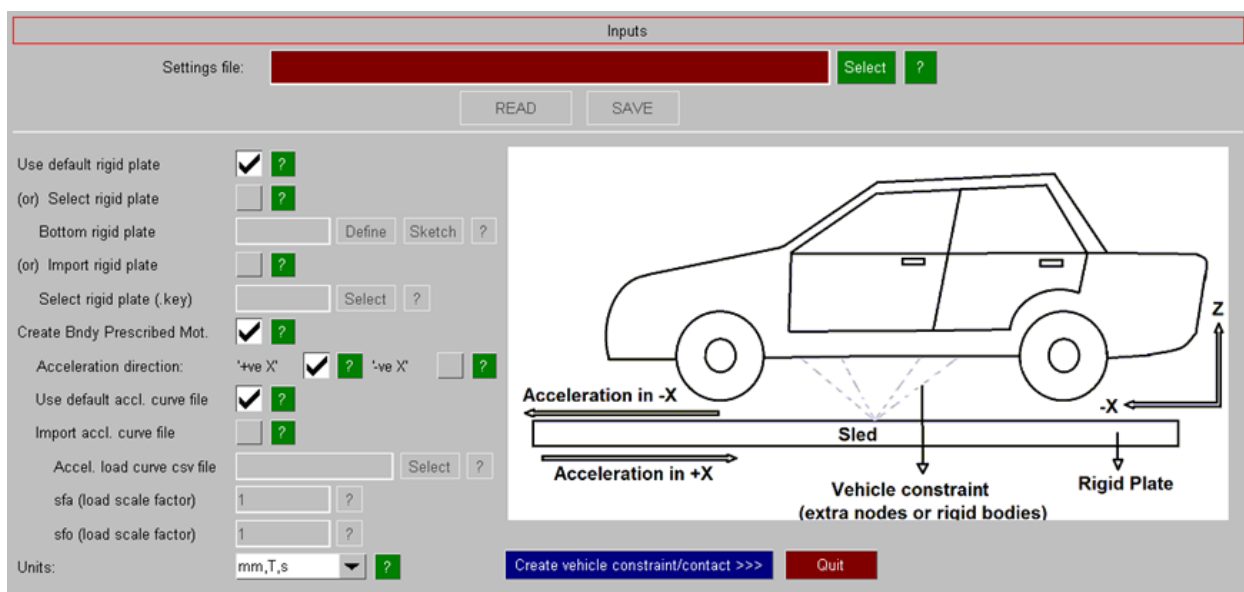 Inputs
Settings file: Select ?
READ SAVE
Use default rigid plate ?
(or) Select rigid plate ?
Bottom rigid plate Define Sketch ?
(or) Import rigid plate ?
Select rigid plate (.key) Select ?
Create Bndy Prescribed Mot. ?
Acceleration direction: '+ve X' ? '-ve X' ?
Use default accl. curve file ?
Import accl. curve file ?
Accel. load curve csv file Select ?
sfa (load scale factor) 1 ?
sfo (load scale factor) 1 ?
Units: mm,T,s ?
Z
-X
Acceleration in -X
Sled
Acceleration in +X
Vehicle constraint
(extra nodes or rigid bodies)
Rigid Plate
Create vehicle constraint/contact >>> Quit